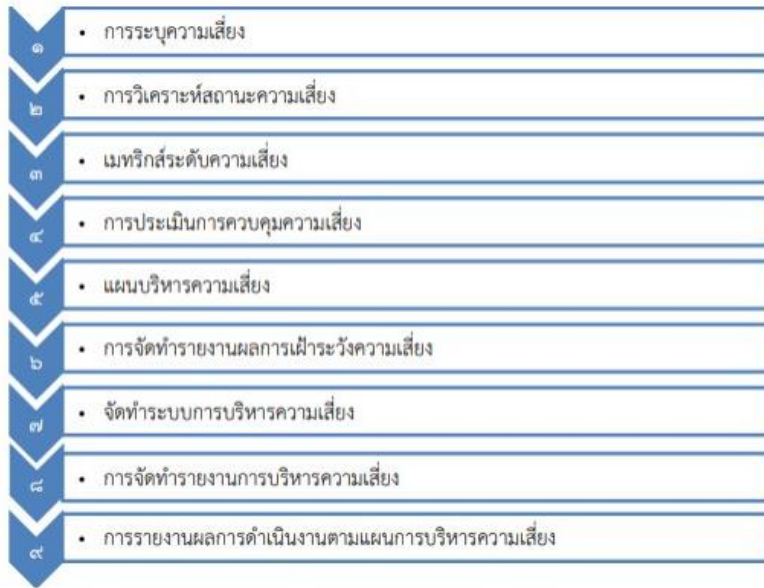 ๑ • การระบุความเสี่ยง
๒ • การวิเคราะห์สถานะความเสี่ยง
๓ • เมทริกส์ระดับความเสี่ยง
๔ • การประเมินการควบคุมความเสี่ยง
๕ • แผนบริหารความเสี่ยง
๖ • การจัดทำรายงานผลการเฝ้าระวังความเสี่ยง
๗ • จัดทำระบบการบริหารความเสี่ยง
๘ • การจัดทำรายงานการบริหารความเสี่ยง
๙ • การรายงานผลการดำเนินงานตามแผนการบริหารความเสี่ยง